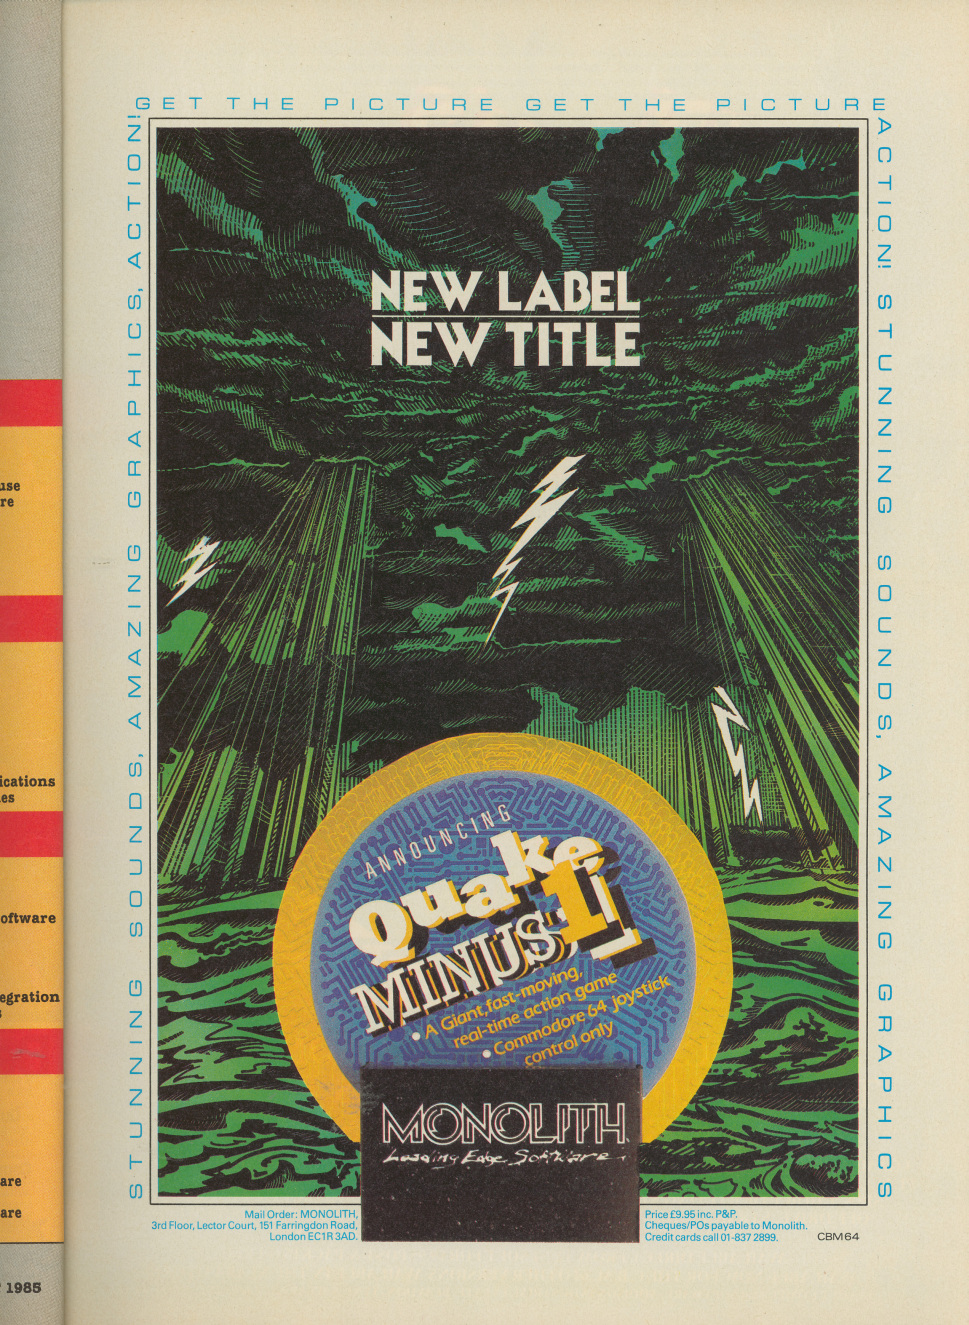 GET THE PICTURE GET THE PICTURE
ACTION! STUNNING SOUNDS, AMAZING GRAPHICS
STUNNING SOUNDS, AMAZING GRAPHICS, ACTION!
NEW LABEL
NEW TITLE
ANNOUNCING
Quake
MINUS 1
• A Giant, fast-moving,
real-time action game
• Commodore 64 joystick
control only
MONOLITH
Leading Edge Software
Mail Order: MONOLITH,
3rd Floor, Lector Court, 151 Farringdon Road,
London EC1R 3AD.
Price £9.95 inc. P&P.
Cheques/POs payable to Monolith.
Credit cards call 01-837 2899.
CBM 64
re
ications
es
oftware
egration
s
are
are
1985